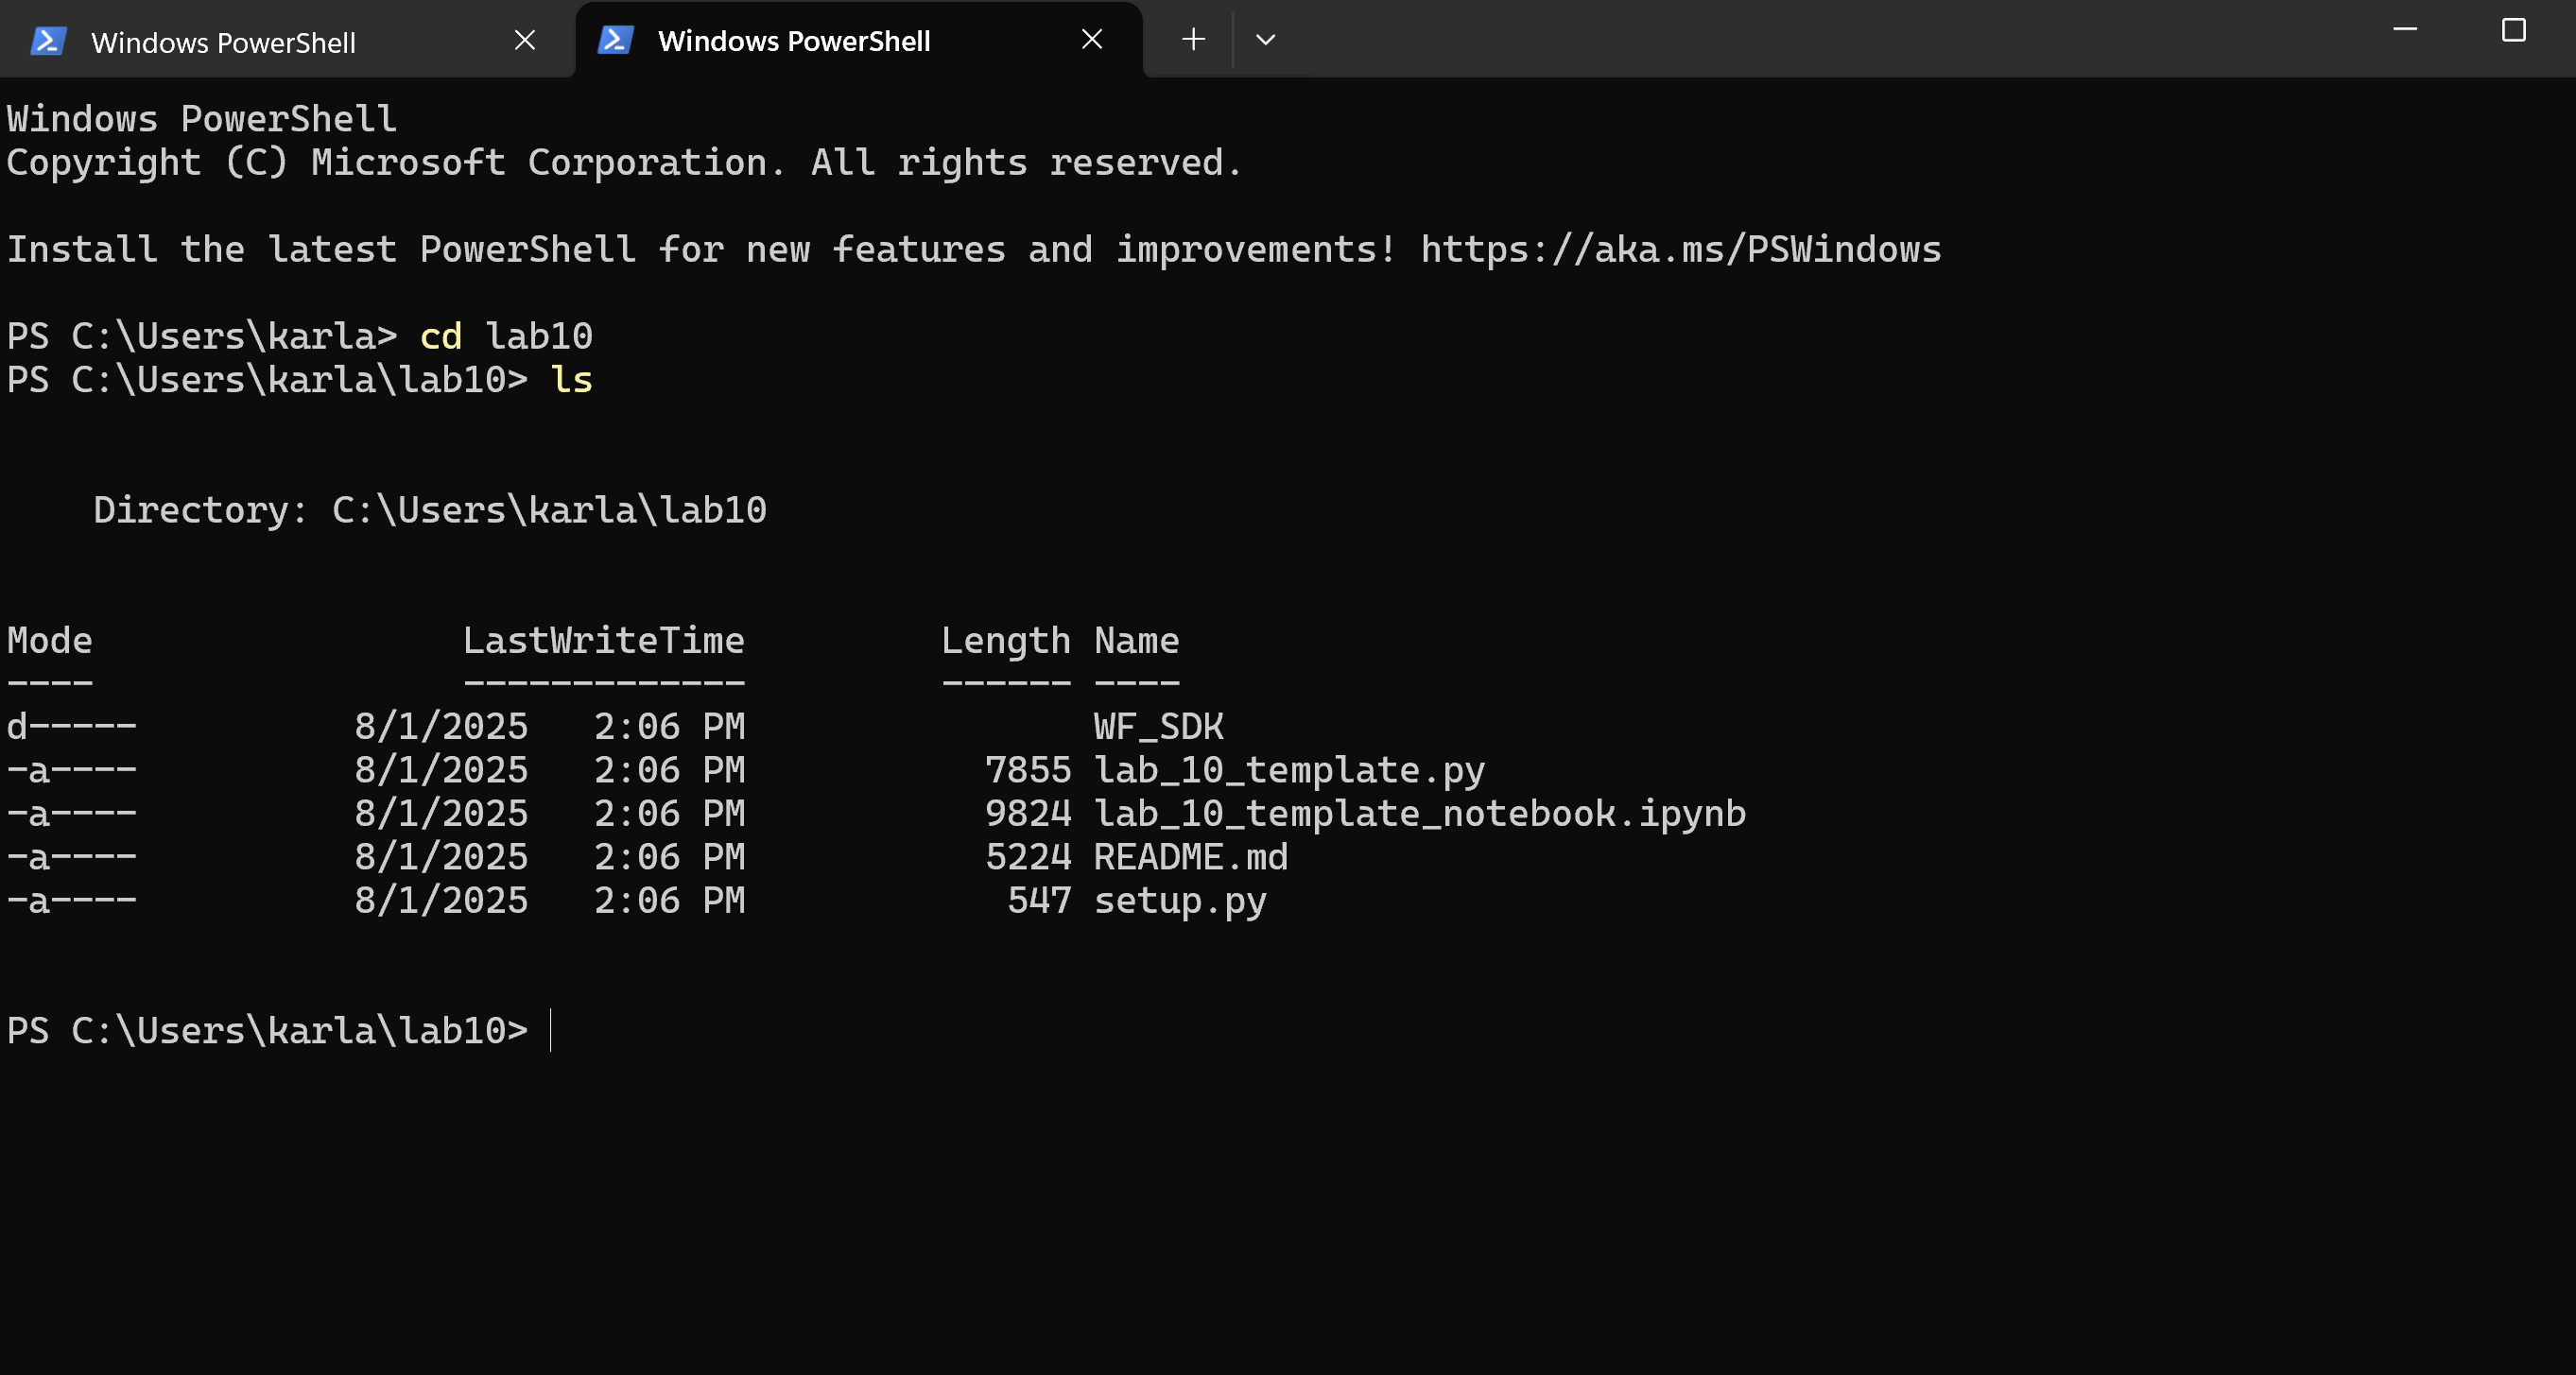 Windows PowerShell
Windows PowerShell
Windows PowerShell
Copyright (C) Microsoft Corporation. All rights reserved.
Install the latest PowerShell for new features and improvements! https://aka.ms/PSWindows
PS C:\Users\karla> cd lab10
PS C:\Users\karla\lab10> ls
Directory: C:\Users\karla\lab10
Mode LastWriteTime Length Name
---- ------------- ------ ----
d----- 8/1/2025 2:06 PM WF_SDK
-a---- 8/1/2025 2:06 PM 7855 lab_10_template.py
-a---- 8/1/2025 2:06 PM 9824 lab_10_template_notebook.ipynb
-a---- 8/1/2025 2:06 PM 5224 README.md
-a---- 8/1/2025 2:06 PM 547 setup.py
PS C:\Users\karla\lab10>